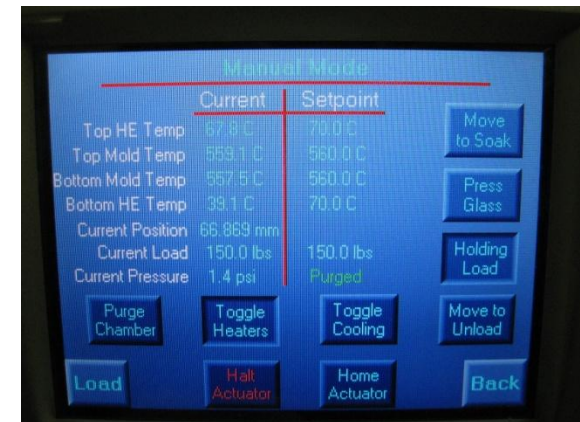 Manual Mode
Current Setpoint
Top HE Temp 67.8 C 70.0 C
Top Mold Temp 559.1 C 560.0 C
Bottom Mold Temp 557.5 C 560.0 C
Bottom HE Temp 39.1 C 70.0 C
Current Position 66.869 mm
Current Load 150.0 lbs 150.0 lbs
Current Pressure 1.4 psi Purged
Move
to Soak
Press
Glass
Holding
Load
Purge
Chamber
Toggle
Heaters
Toggle
Cooling
Move to
Unload
Load
Halt
Actuator
Home
Actuator
Back